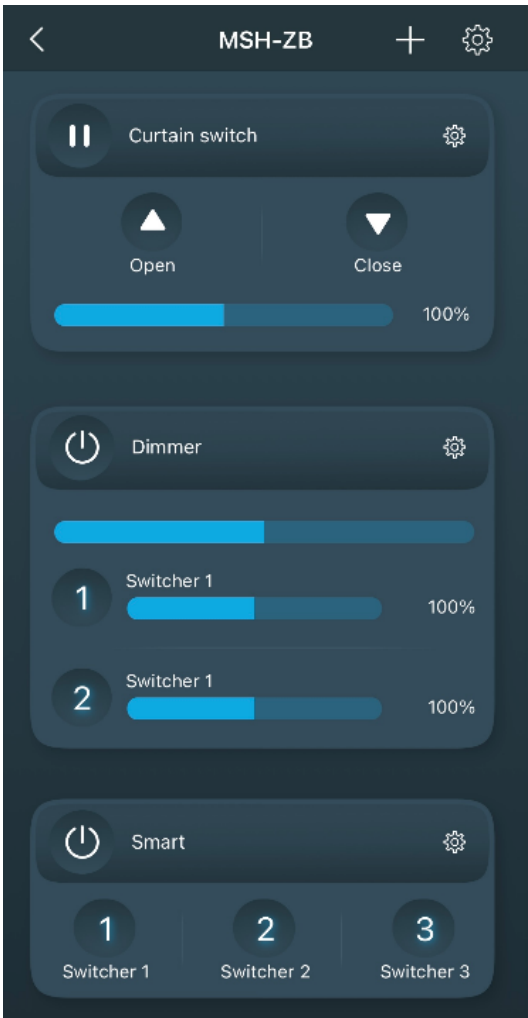 MSH-ZB
Curtain switch
Open
Close
100%
Dimmer
Switcher 1
1
100%
Switcher 1
2
100%
Smart
1 2 3
Switcher 1 Switcher 2 Switcher 3